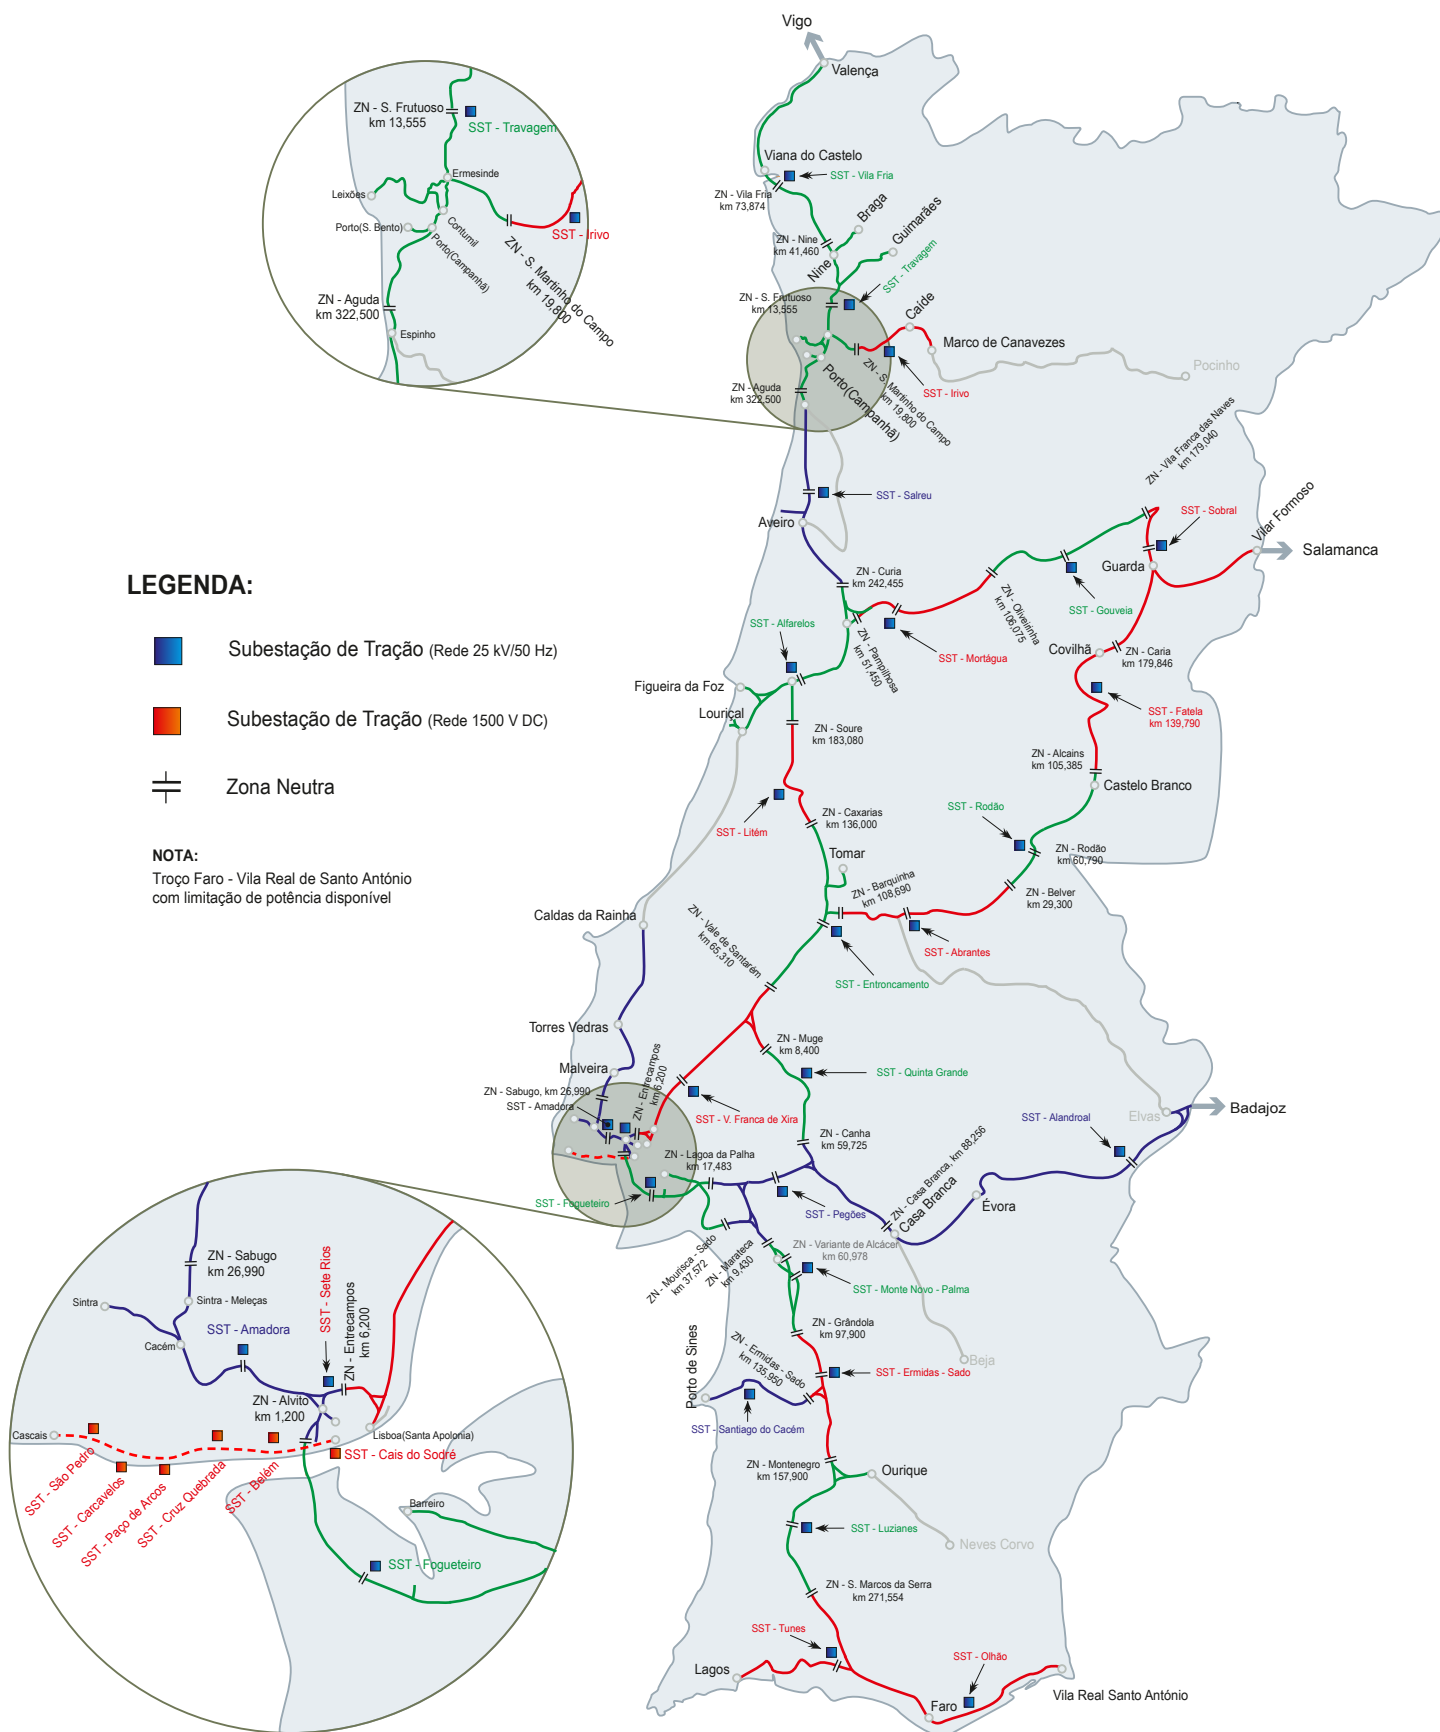 Vigo
Valença
Viana do Castelo
SST - Vila Fria
ZN - Vila Fria
km 73,874
Braga
Guimarães
ZN - Nine
km 41,460
Nine
SST - Travagem
ZN - S. Frutuoso
km 13,555
Caíde
Marco de Canavezes
Pocinho
ZN - Aguda
km 322,500
Porto(Campanhã)
ZN - S. Martinho do Campo
km 19,800
SST - Irivo
ZN - S. Frutuoso
km 13,555
SST - Travagem
Ermesinde
Leixões
Porto(S. Bento)
Contumil
Porto(Campanhã)
SST - Irivo
ZN - S. Martinho do Campo
km 19,800
ZN - Aguda
km 322,500
Espinho
ZN - Vila Franca das Naves
km 179,040
SST - Salreu
Aveiro
SST - Sobral
Vilar Formoso
Salamanca
Guarda
ZN - Curia
km 242,455
SST - Gouveia
ZN - Oliveirinha
km 106,075
SST - Alfarelos
ZN - Pampilhosa
km 51,450
SST - Mortágua
Covilhã
ZN - Caria
km 179,846
SST - Fatela
km 139,790
Figueira da Foz
Louriçal
ZN - Soure
km 183,080
ZN - Alcains
km 105,385
Castelo Branco
SST - Litém
ZN - Caxarias
km 136,000
SST - Rodão
ZN - Rodão
km 60,790
Tomar
ZN - Barquinha
km 108,690
ZN - Belver
km 29,300
LEGENDA:
Subestação de Tração (Rede 25 kV/50 Hz)
Subestação de Tração (Rede 1500 V DC)
Zona Neutra
NOTA:
Troço Faro - Vila Real de Santo António
com limitação de potência disponível
Caldas da Rainha
ZN - Vale de Santarém
km 65,310
SST - Abrantes
SST - Entroncamento
Torres Vedras
Malveira
ZN - Muge
km 8,400
SST - Quinta Grande
ZN - Sabugo, km 26,990
SST - Amadora
ZN - Entrecampos
km 6,200
SST - V. Franca de Xira
ZN - Canha
km 59,725
SST - Alandroal
Elvas
Badajoz
ZN - Lagoa da Palha
km 17,483
SST - Fogueteiro
SST - Pegões
ZN - Casa Branca, km 88,256
Casa Branca
Évora
ZN - Mourisca - Sado
km 37,572
ZN - Marateca
km 9,430
ZN - Variante de Alcácer
km 60,978
SST - Monte Novo - Palma
ZN - Grândola
km 97,900
Beja
Porto de Sines
ZN - Ermidas - Sado
km 135,950
SST - Ermidas - Sado
SST - Santiago do Cacém
ZN - Montenegro
km 157,900
Ourique
SST - Luzianes
Neves Corvo
ZN - S. Marcos da Serra
km 271,554
SST - Tunes
Lagos
SST - Olhão
Faro
Vila Real Santo António
ZN - Sabugo
km 26,990
Sintra
Sintra - Meleças
Cacém
SST - Amadora
SST - Sete Rios
ZN - Entrecampos
km 6,200
ZN - Alvito
km 1,200
Cascais
Lisboa(Santa Apolonia)
SST - Cais do Sodré
SST - São Pedro
SST - Carcavelos
SST - Paço de Arcos
SST - Cruz Quebrada
SST - Belém
Barreiro
SST - Fogueteiro